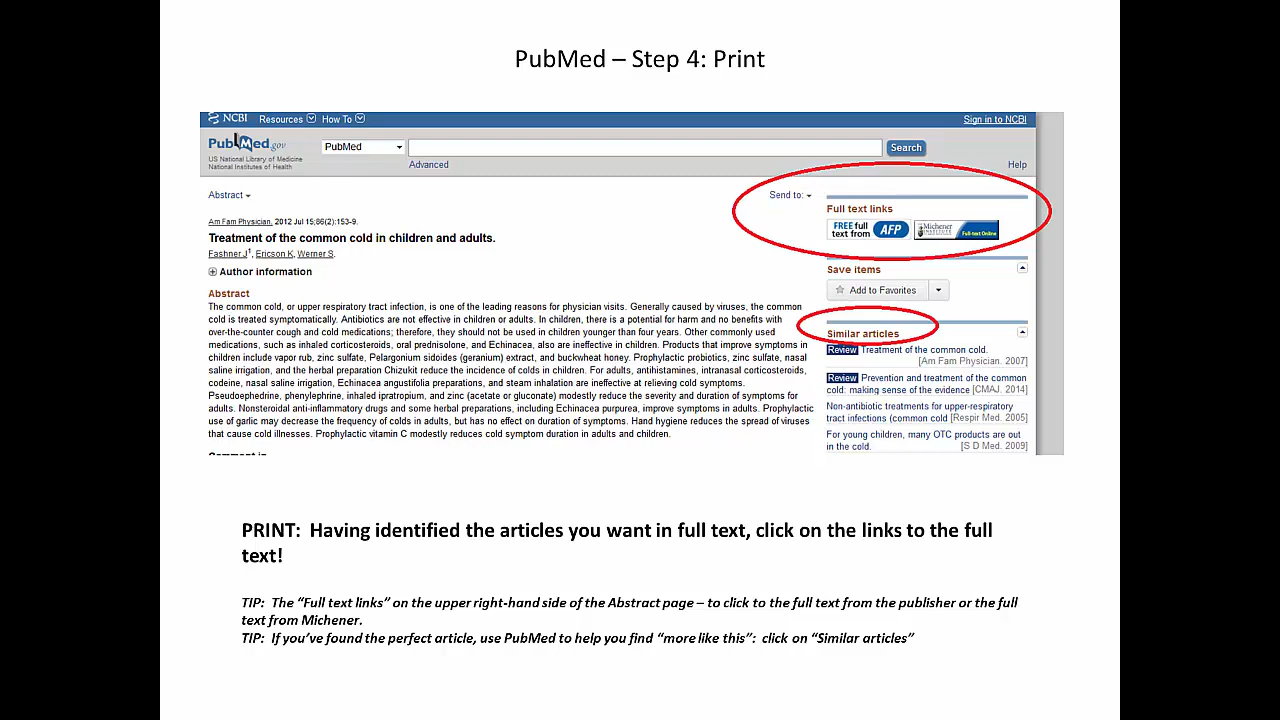 PubMed – Step 4: Print
NCBI Resources How To Sign in to NCBI
PubMed.gov
US National Library of Medicine
National Institutes of Health
PubMed
Search
Advanced
Help
Abstract
Send to:
Am Fam Physician. 2012 Jul 15;86(2):153-9.
Treatment of the common cold in children and adults.
Fashner J1, Ericson K, Werner S.
Author information
Abstract
The common cold, or upper respiratory tract infection, is one of the leading reasons for physician visits. Generally caused by viruses, the common
cold is treated symptomatically. Antibiotics are not effective in children or adults. In children, there is a potential for harm and no benefits with
over-the-counter cough and cold medications; therefore, they should not be used in children younger than four years. Other commonly used
medications, such as inhaled corticosteroids, oral prednisolone, and Echinacea, also are ineffective in children. Products that improve symptoms in
children include vapor rub, zinc sulfate, Pelargonium sidoides (geranium) extract, and buckwheat honey. Prophylactic probiotics, zinc sulfate, nasal
saline irrigation, and the herbal preparation Chizukit reduce the incidence of colds in children. For adults, antihistamines, intranasal corticosteroids,
codeine, nasal saline irrigation, Echinacea angustifolia preparations, and steam inhalation are ineffective at relieving cold symptoms.
Pseudoephedrine, phenylephrine, inhaled ipratropium, and zinc (acetate or gluconate) modestly reduce the severity and duration of symptoms for
adults. Nonsteroidal anti-inflammatory drugs and some herbal preparations, including Echinacea purpurea, improve symptoms in adults. Prophylactic
use of garlic may decrease the frequency of colds in adults, but has no effect on duration of symptoms. Hand hygiene reduces the spread of viruses
that cause cold illnesses. Prophylactic vitamin C modestly reduces cold symptom duration in adults and children.
Comment in
Full text links
FREE full
text from AFP
Michener
INSTITUTE
Full-text Online
Save items
Add to Favorites
Similar articles
Review Treatment of the common cold.
[Am Fam Physician. 2007]
Review Prevention and treatment of the common
cold: making sense of the evidence [CMAJ. 2014]
Non-antibiotic treatments for upper-respiratory
tract infections (common cold [Respir Med. 2005]
For young children, many OTC products are out
in the cold. [S D Med. 2009]
PRINT: Having identified the articles you want in full text, click on the links to the full
text!
TIP: The “Full text links” on the upper right-hand side of the Abstract page – to click to the full text from the publisher or the full
text from Michener.
TIP: If you’ve found the perfect article, use PubMed to help you find “more like this”: click on “Similar articles”